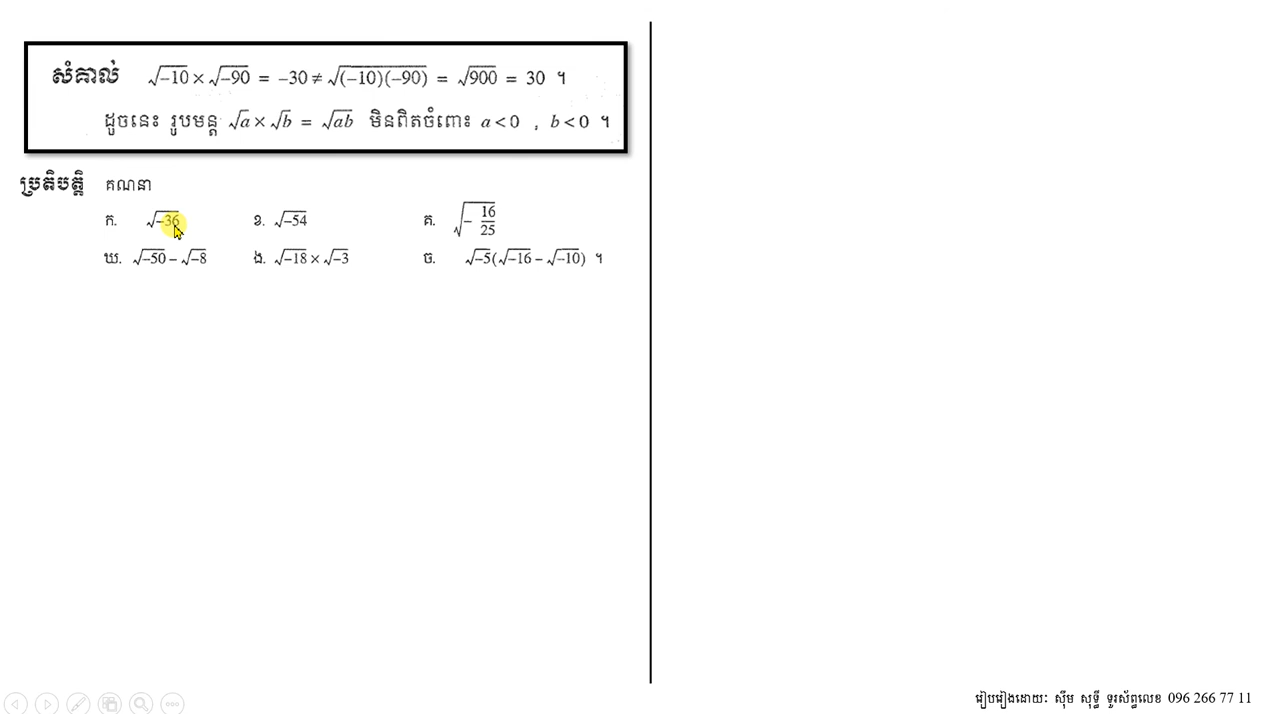 សំគាល់ √-10 × √-90 = -30 ≠ √(-10)(-90) = √900 = 30 ។
ដូចនេះ រូបមន្ត √a × √b = √ab មិនពិតចំពោះ a < 0 , b < 0 ។
ប្រតិបត្តិ គណនា
ក. √-36 ខ. √-54 គ. √-16/25
ឃ. √-50 - √-8 ង. √-18 × √-3 ច. √-5(√-16 - √-10) ។
រៀបរៀងដោយ: ស៊ឹម សុទ្ធី ទូរស័ព្ទលេខ 096 266 77 11